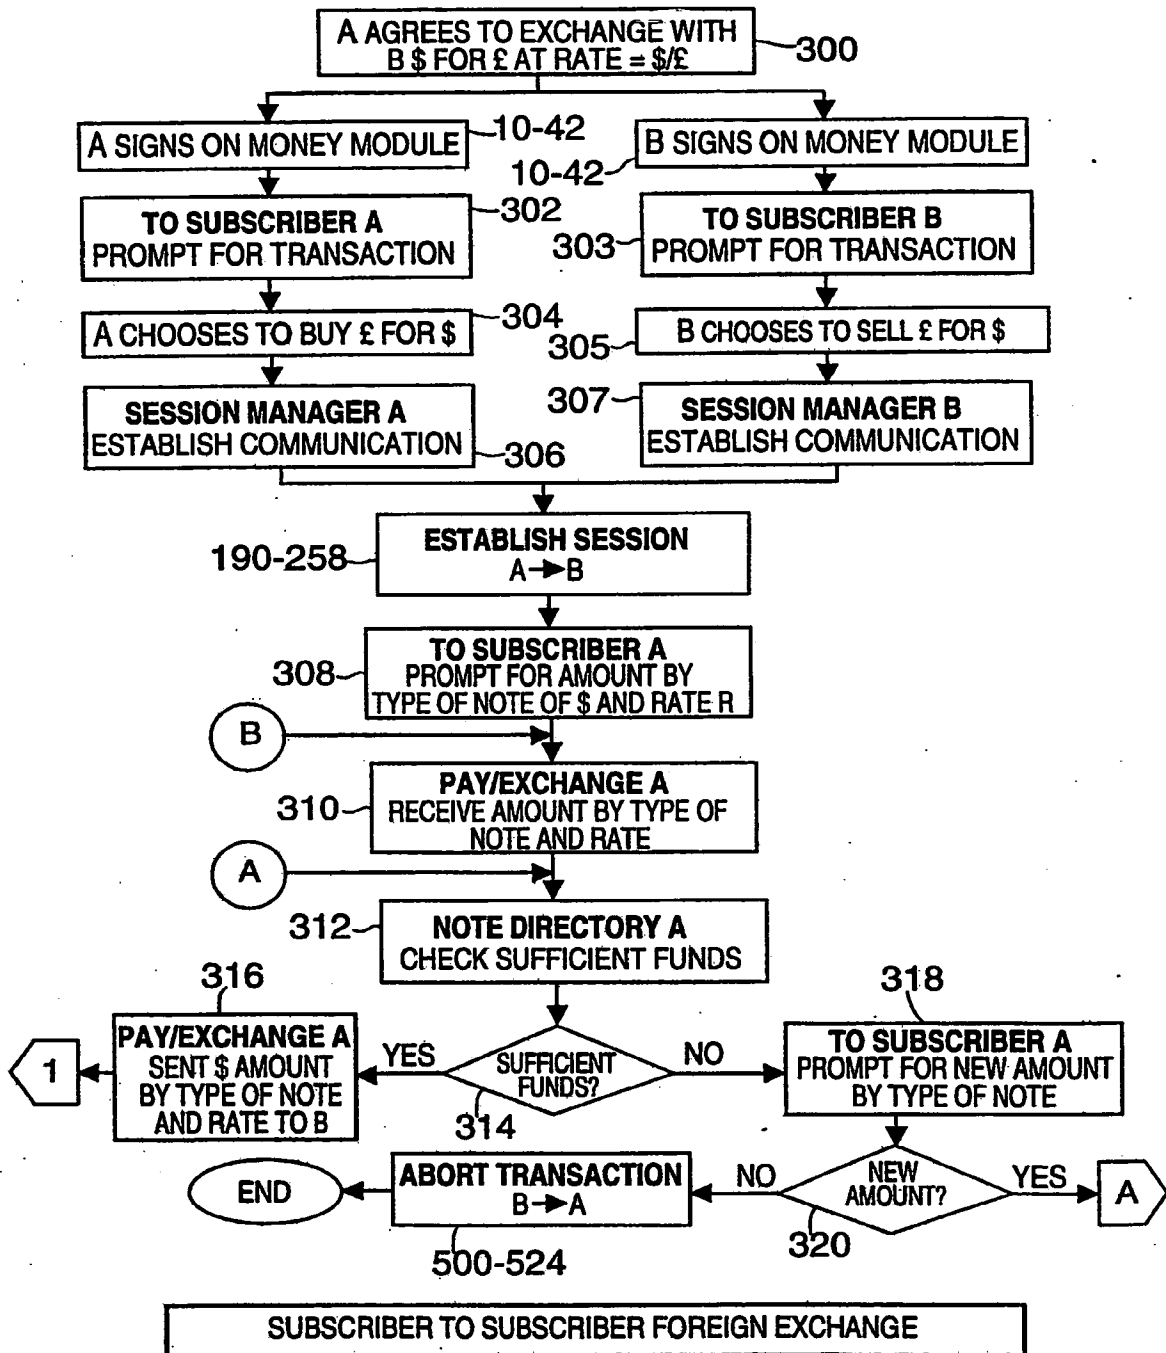 A AGREES TO EXCHANGE WITH
B $ FOR £ AT RATE = $/£
300
A SIGNS ON MONEY MODULE
10-42
B SIGNS ON MONEY MODULE
10-42
TO SUBSCRIBER A
PROMPT FOR TRANSACTION
302
TO SUBSCRIBER B
PROMPT FOR TRANSACTION
303
A CHOOSES TO BUY £ FOR $
304
B CHOOSES TO SELL £ FOR $
305
SESSION MANAGER A
ESTABLISH COMMUNICATION
306
SESSION MANAGER B
ESTABLISH COMMUNICATION
307
ESTABLISH SESSION
A→B
190-258
TO SUBSCRIBER A
PROMPT FOR AMOUNT BY
TYPE OF NOTE OF $ AND RATE R
308
B
PAY/EXCHANGE A
RECEIVE AMOUNT BY TYPE OF
NOTE AND RATE
310
A
NOTE DIRECTORY A
CHECK SUFFICIENT FUNDS
312
SUFFICIENT
FUNDS?
314
YES
NO
316
PAY/EXCHANGE A
SENT $ AMOUNT
BY TYPE OF NOTE
AND RATE TO B
1
318
TO SUBSCRIBER A
PROMPT FOR NEW AMOUNT
BY TYPE OF NOTE
NEW
AMOUNT?
320
YES
A
NO
ABORT TRANSACTION
B→A
500-524
END
SUBSCRIBER TO SUBSCRIBER FOREIGN EXCHANGE